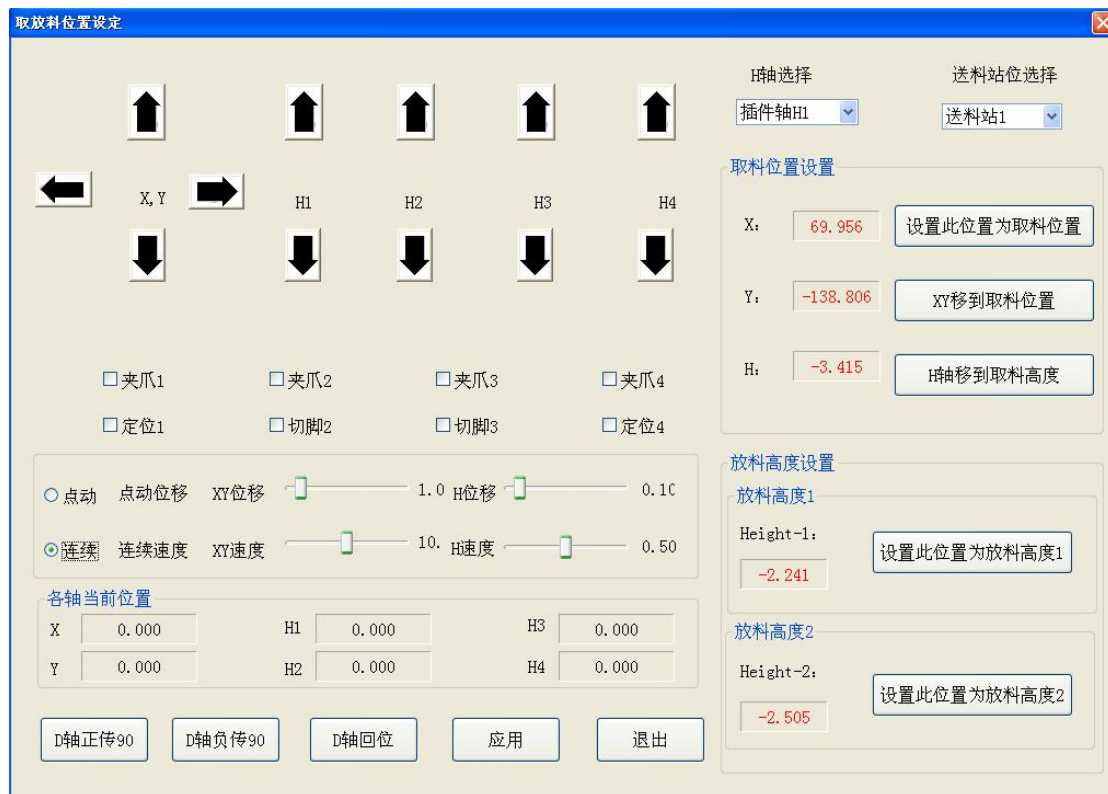 取放料位置设定
H轴选择 送料站位选择
插件轴H1 送料站1
X,Y H1 H2 H3 H4
取料位置设置
X: 69.956 设置此位置为取料位置
Y: -138.806 XY移到取料位置
H: -3.415 H轴移到取料高度
夹爪1 夹爪2 夹爪3 夹爪4
定位1 切脚2 切脚3 定位4
点动 点动位移 XY位移 1.0 H位移 0.10
连续 连续速度 XY速度 10. H速度 0.50
放料高度设置
放料高度1
Height-1:
-2.241 设置此位置为放料高度1
放料高度2
Height-2:
-2.505 设置此位置为放料高度2
各轴当前位置
X 0.000 H1 0.000 H3 0.000
Y 0.000 H2 0.000 H4 0.000
D轴正传90 D轴负传90 D轴回位 应用 退出